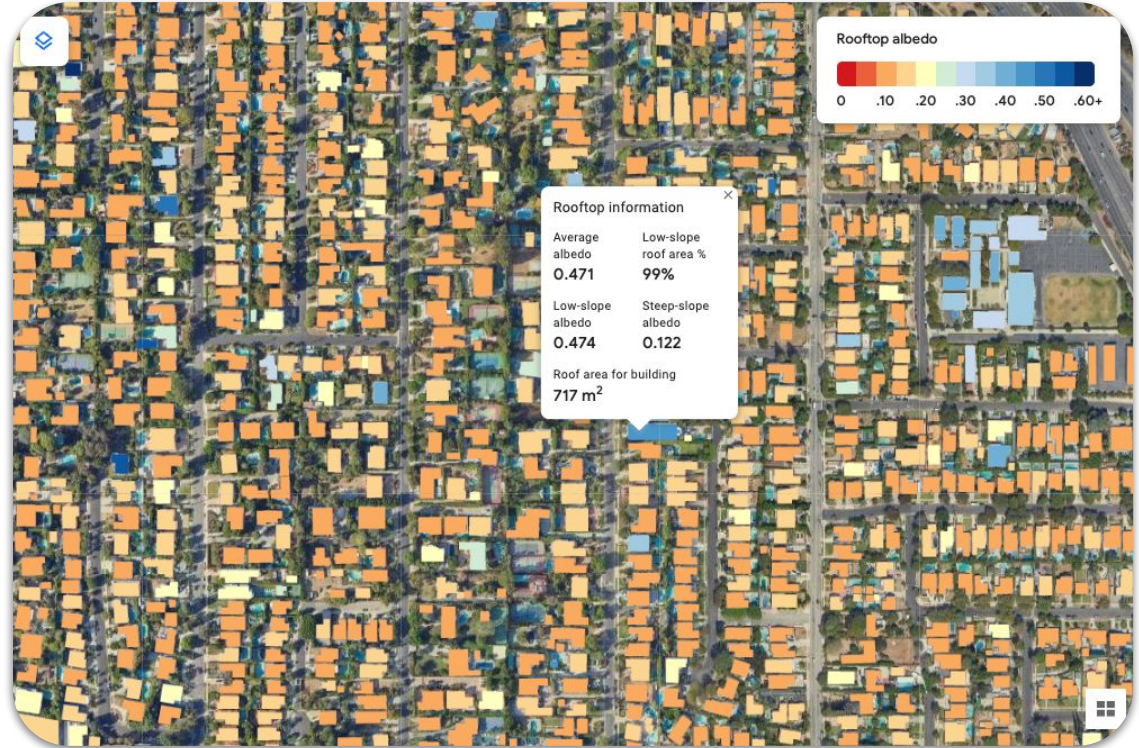 Rooftop albedo
0 .10 .20 .30 .40 .50 .60+
Rooftop information
Average albedo
0.471
Low-slope roof area %
99%
Low-slope albedo
0.474
Steep-slope albedo
0.122
Roof area for building
717 m²